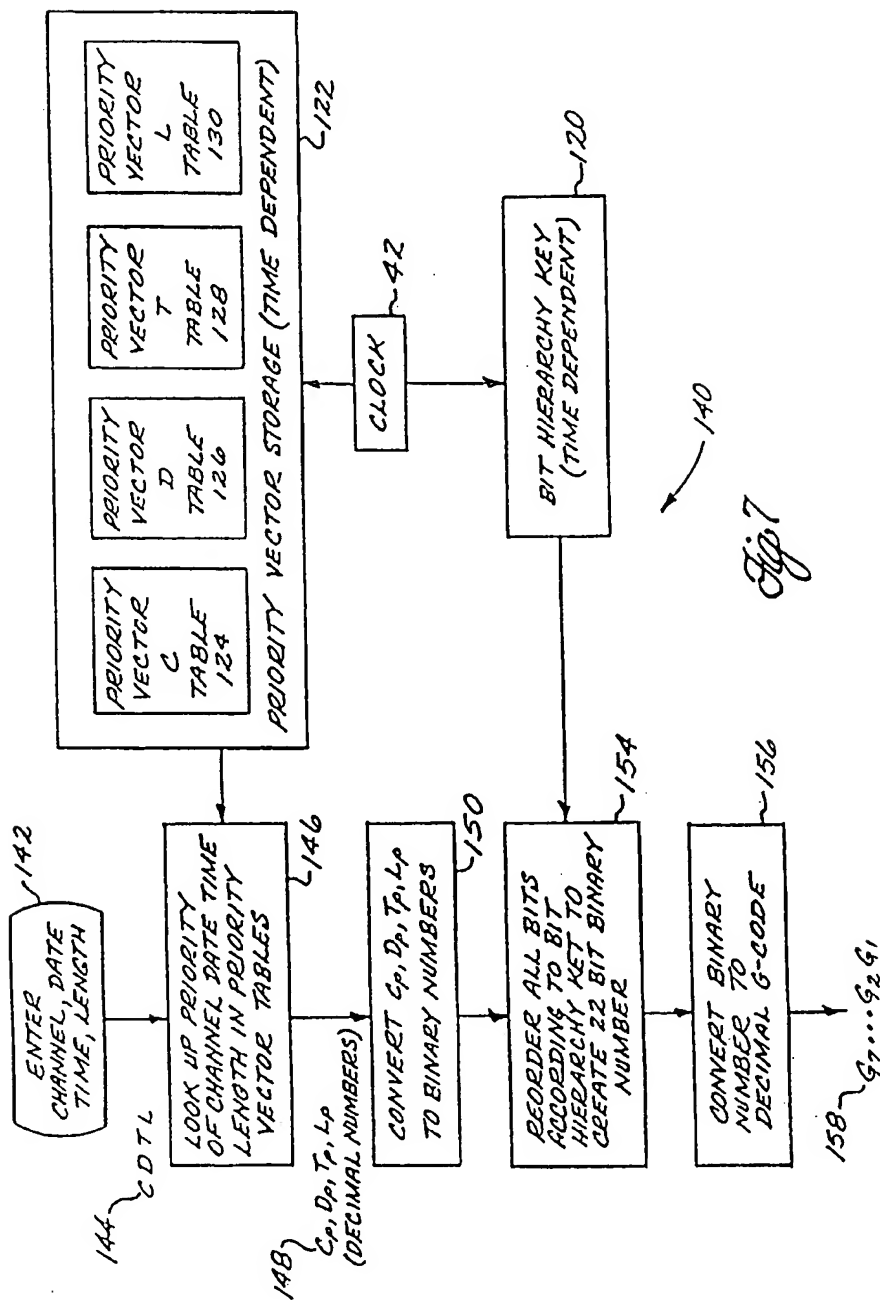 ENTER
CHANNEL, DATE
TIME, LENGTH
142
144
CDTL
LOOK UP PRIORITY
OF CHANNEL DATE TIME
LENGTH IN PRIORITY
VECTOR TABLES
146
148
Cp, Dp, Tp, Lp
(DECIMAL NUMBERS)
CONVERT Cp, Dp, Tp, Lp
TO BINARY NUMBERS
150
REORDER ALL BITS
ACCORDING TO BIT
HIERARCHY KET TO
CREATE 22 BIT BINARY
NUMBER
154
CONVERT BINARY
NUMBER TO
DECIMAL G-CODE
156
158
G7 ... G2 G1
PRIORITY
VECTOR
C
TABLE
124
PRIORITY
VECTOR
D
TABLE
126
PRIORITY
VECTOR
T
TABLE
128
PRIORITY
VECTOR
L
TABLE
130
PRIORITY VECTOR STORAGE (TIME DEPENDENT)
122
CLOCK
42
BIT HIERARCHY KEY
(TIME DEPENDENT)
120
140
Fig. 7